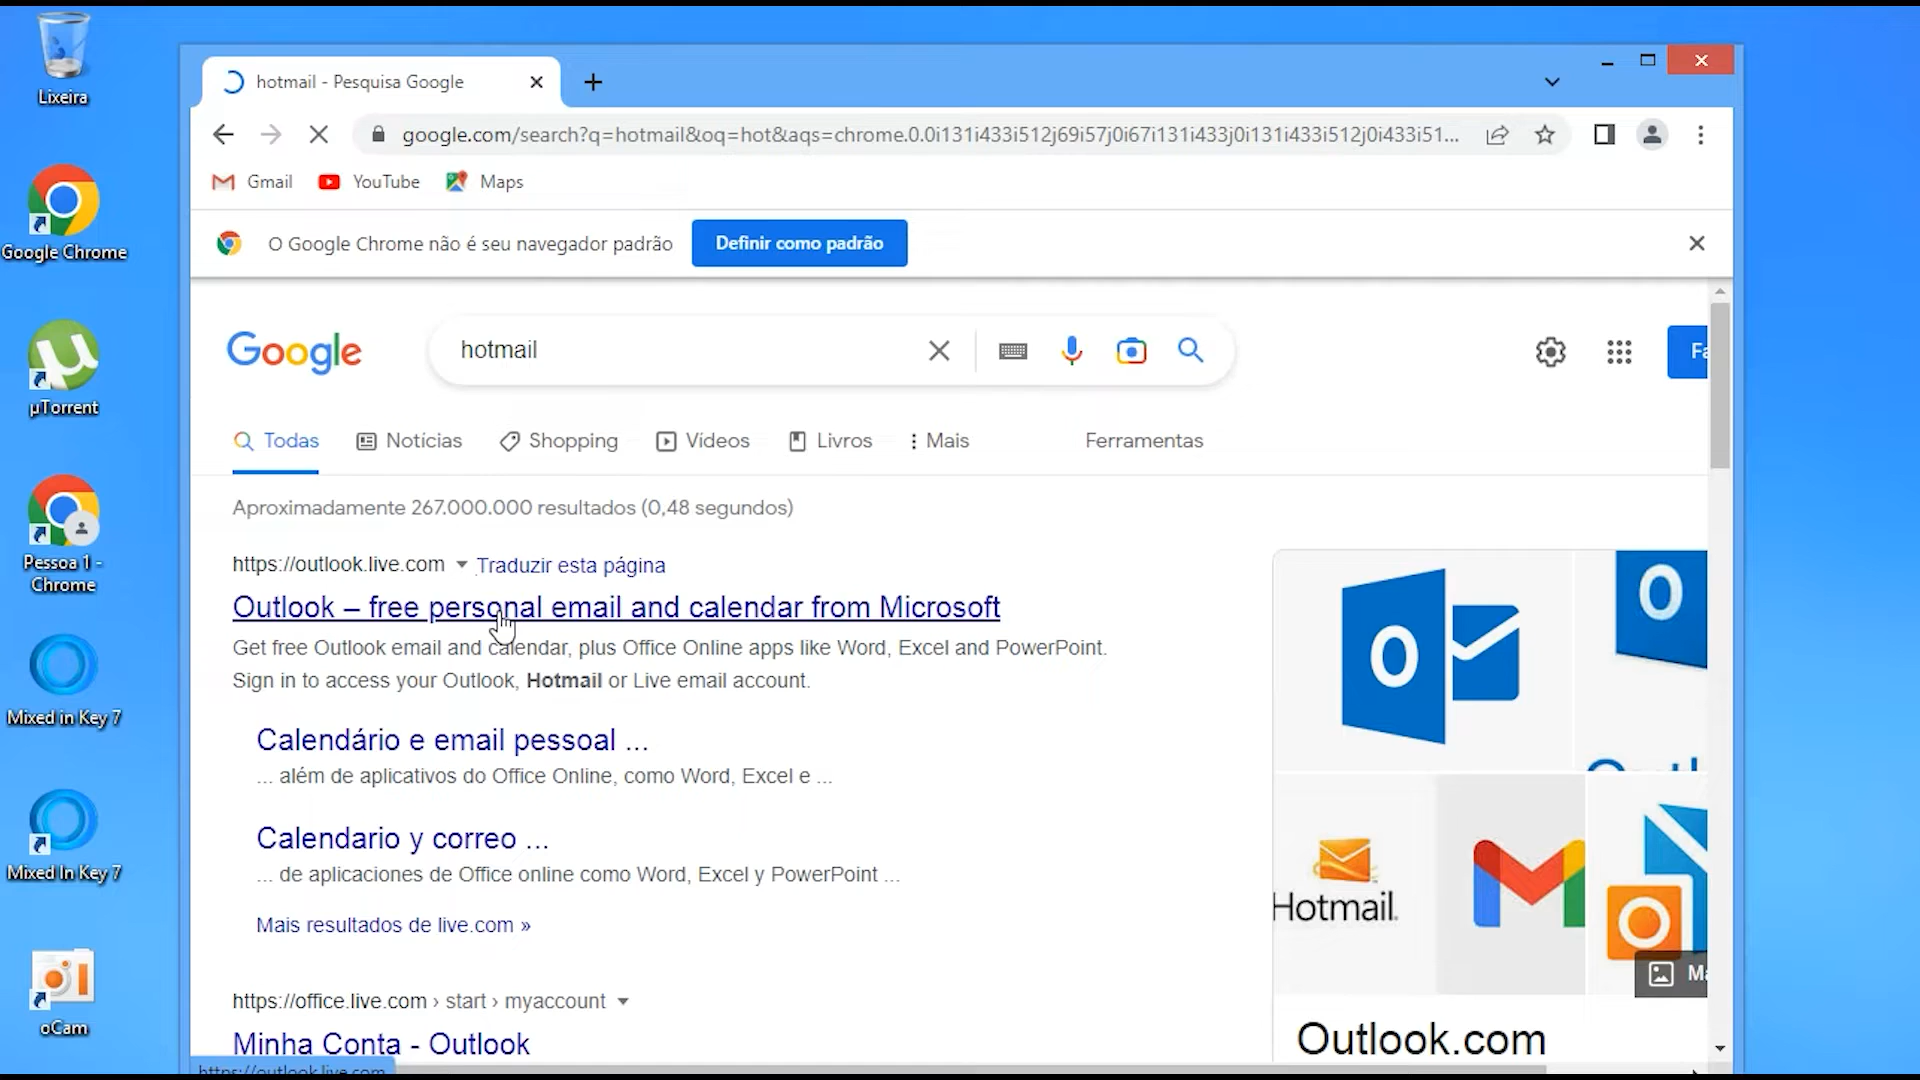 Lixeira
Google Chrome
µTorrent
Pessoa 1 -
Chrome
Mixed in Key 7
Mixed In Key 7
oCam
hotmail - Pesquisa Google
google.com/search?q=hotmail&oq=hot&aqs=chrome.0.0i131i433i512j69i57j0i67i131i433j0i131i433i512j0i433i51...
Gmail
YouTube
Maps
O Google Chrome não é seu navegador padrão
Definir como padrão
Google
hotmail
Todas
Notícias
Shopping
Vídeos
Livros
Mais
Ferramentas
Aproximadamente 267.000.000 resultados (0,48 segundos)
https://outlook.live.com
Traduzir esta página
Outlook – free personal email and calendar from Microsoft
Get free Outlook email and calendar, plus Office Online apps like Word, Excel and PowerPoint.
Sign in to access your Outlook, Hotmail or Live email account.
Calendário e email pessoal ...
... além de aplicativos do Office Online, como Word, Excel e ...
Calendario y correo ...
... de aplicaciones de Office online como Word, Excel y PowerPoint ...
Mais resultados de live.com »
https://office.live.com › start › myaccount
Minha Conta - Outlook
https://outlook.live.com
Hotmail.
Outlook.com